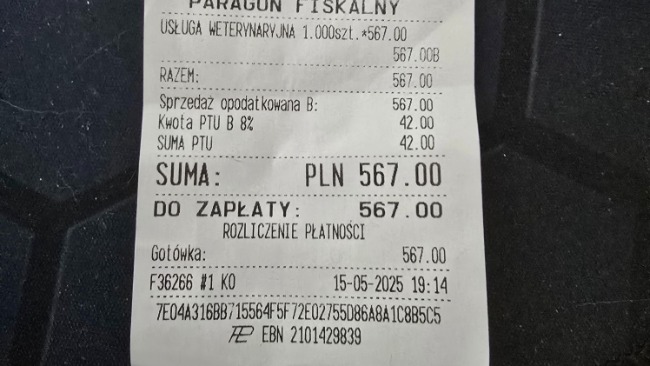 PARAGON FISKALNY
USŁUGA WETERYNARYJNA 1.000szt.*567.00
567.00B
RAZEM: 567.00
Sprzedaż opodatkowana B: 567.00
Kwota PTU B 8% 42.00
SUMA PTU 42.00
SUMA: PLN 567.00
DO ZAPŁATY: 567.00
ROZLICZENIE PŁATNOŚCI
Gotówka: 567.00
F36266 #1 KO 15-05-2025 19:14
7E04A316BB715564F5F72E02755D86A8A1C8B5C5
EBN 2101429839